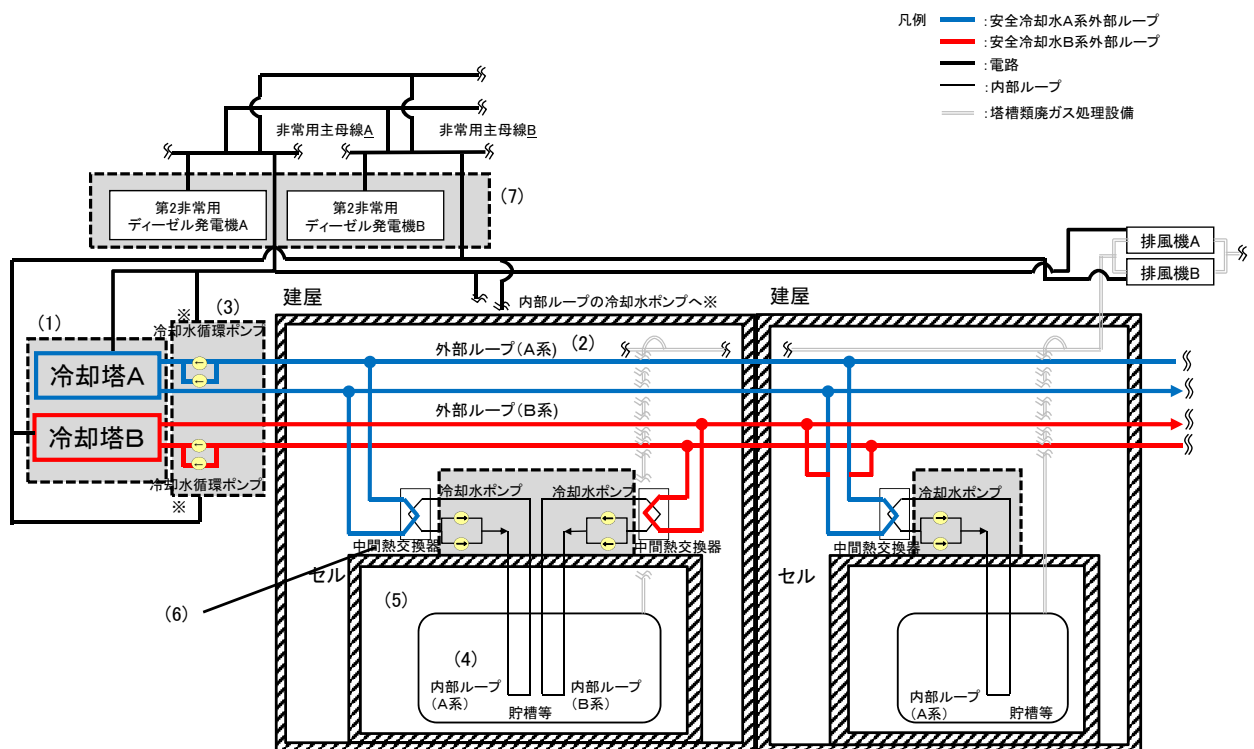 凡例
:安全冷却水A系外部ループ
:安全冷却水B系外部ループ
:電路
:内部ループ
:塔槽類廃ガス処理設備
非常用主母線A
非常用主母線B
(7)
第2非常用
ディーゼル発電機A
第2非常用
ディーゼル発電機B
排風機A
排風機B
建屋
内部ループの冷却水ポンプへ※
建屋
(1)
※
(3)
冷却水循環ポンプ
外部ループ(A系)
(2)
冷却塔A
外部ループ(B系)
冷却塔B
冷却水循環ポンプ
※
冷却水ポンプ
冷却水ポンプ
冷却水ポンプ
中間熱交換器
中間熱交換器
中間熱交換器
セル
セル
(6)
(5)
(4)
内部ループ
(A系)
内部ループ
(B系)
貯槽等
内部ループ
(A系)
貯槽等